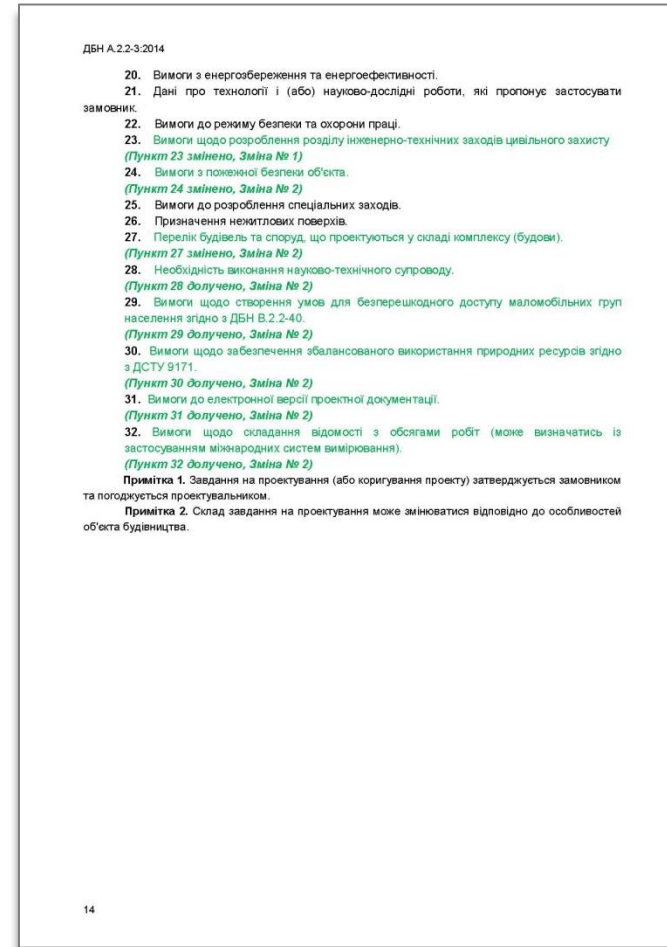 ДБН А.2.2-3:2014
20. Вимоги з енергозбереження та енергоефективності.
21. Дані про технології і (або) науково-дослідні роботи, які пропонує застосувати
замовник.
22. Вимоги до режиму безпеки та охорони праці.
23. Вимоги щодо розроблення розділу інженерно-технічних заходів цивільного захисту
(Пункт 23 змінено, Зміна № 1)
24. Вимоги з пожежної безпеки об'єкта.
(Пункт 24 змінено, Зміна № 2)
25. Вимоги до розроблення спеціальних заходів.
26. Призначення нежитлових поверхів.
27. Перелік будівель та споруд, що проектуються у складі комплексу (будови).
(Пункт 27 змінено, Зміна № 2)
28. Необхідність виконання науково-технічного супроводу.
(Пункт 28 долучено, Зміна № 2)
29. Вимоги щодо створення умов для безперешкодного доступу маломобільних груп
населення згідно з ДБН В.2.2-40.
(Пункт 29 долучено, Зміна № 2)
30. Вимоги щодо забезпечення збалансованого використання природних ресурсів згідно
з ДСТУ 9171.
(Пункт 30 долучено, Зміна № 2)
31. Вимоги до електронної версії проектної документації.
(Пункт 31 долучено, Зміна № 2)
32. Вимоги щодо складання відомості з обсягами робіт (може визначатись із
застосуванням міжнародних систем вимірювання).
(Пункт 32 долучено, Зміна № 2)
Примітка 1. Завдання на проектування (або коригування проекту) затверджується замовником
та погоджується проектувальником.
Примітка 2. Склад завдання на проектування може змінюватися відповідно до особливостей
об'єкта будівництва.
14